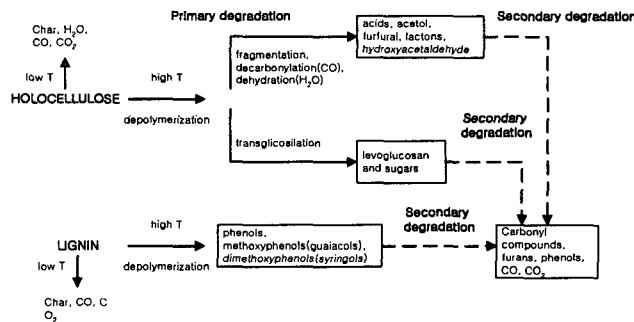 Primary degradation
Secondary degradation
Char, H₂O,
CO, CO₂
acids, acetol,
furfural, lactons,
hydroxyacetaldehyde
fragmentation,
decarbonylation(CO),
dehydration(H₂O)
low T
high T
HOLOCELLULOSE
depolymerization
transglicosilation
Secondary
degradation
levoglucosan
and sugars
Secondary
degradation
high T
LIGNIN
low T
depolymerization
phenols,
methoxyphenols(guaiacols),
dimethoxyphenols(syringols)
Carbonyl
compounds,
furans, phenols,
CO, CO₂
Char, CO, C
O₂